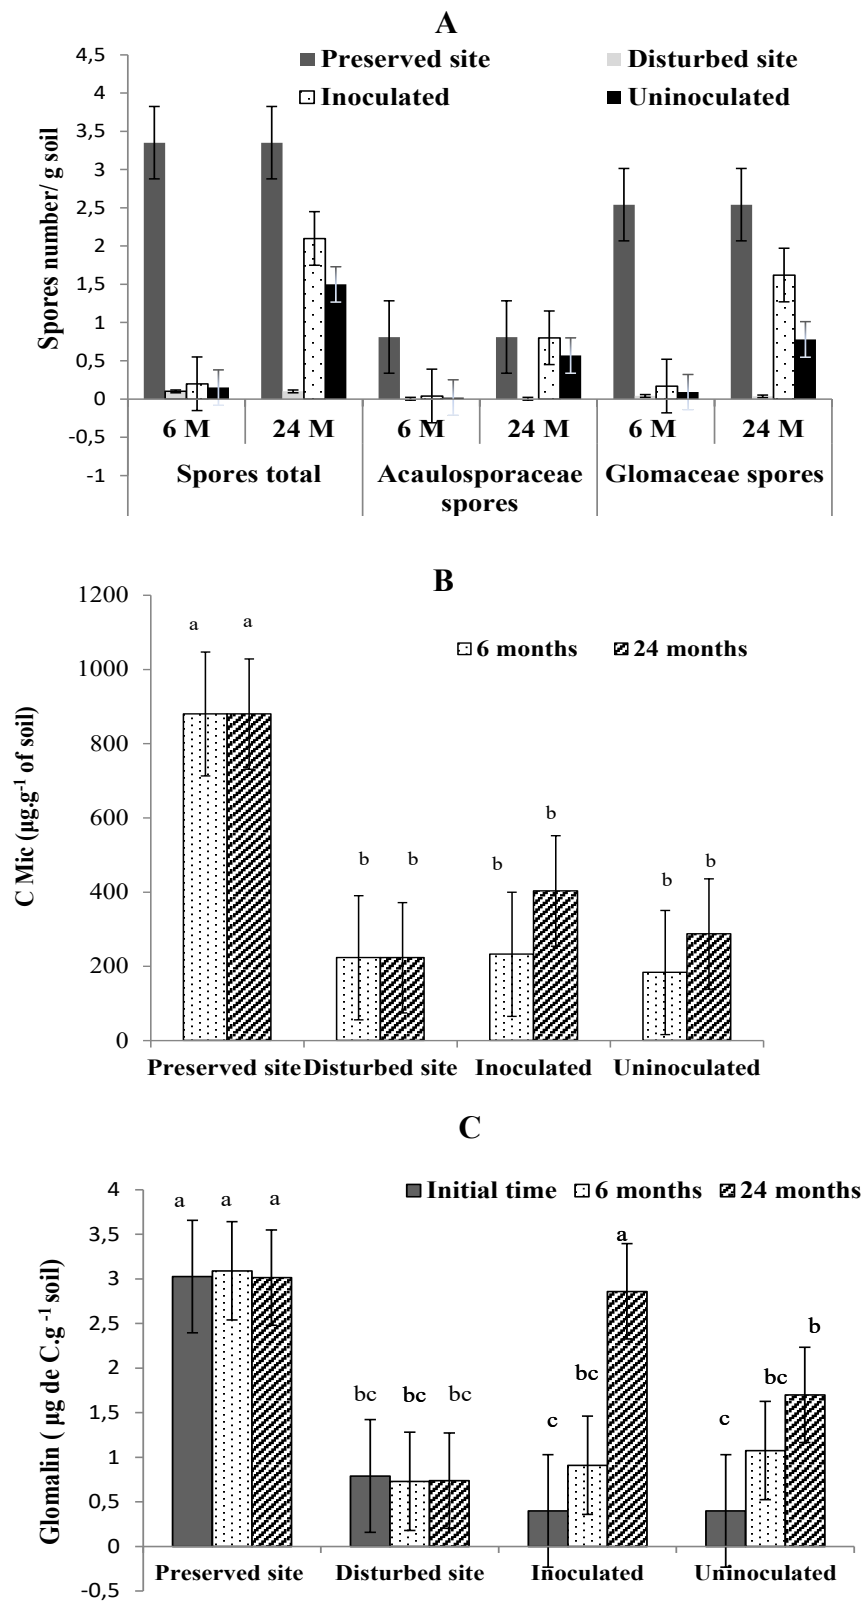 A
Preserved site
Disturbed site
Inoculated
Uninoculated
Spores number/ g soil
4,5
4
3,5
3
2,5
2
1,5
1
0,5
0
-0,5
-1
6 M
24 M
6 M
24 M
6 M
24 M
Spores total
Acaulosporaceae spores
Glomaceae spores
B
6 months
24 months
C Mic (µg.g⁻¹ of soil)
1200
1000
800
600
400
200
0
a
a
b
b
b
b
b
b
Preserved site
Disturbed site
Inoculated
Uninoculated
C
Initial time
6 months
24 months
Glomalin ( µg de C.g ⁻¹ soil)
4
3,5
3
2,5
2
1,5
1
0,5
0
-0,5
a
a
a
bc
bc
bc
c
bc
a
c
bc
b
Preserved site
Disturbed site
Inoculated
Uninoculated